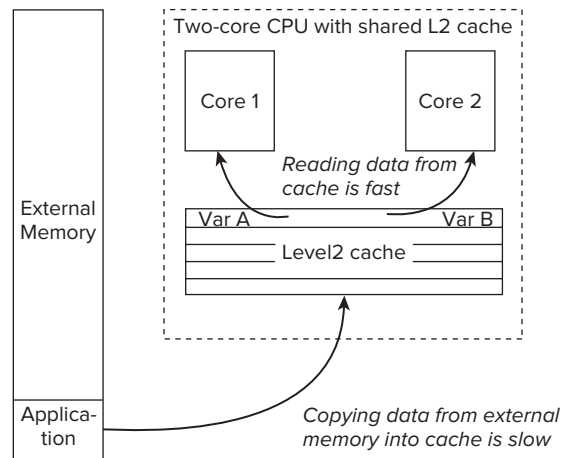 Two-core CPU with shared L2 cache
Core 1
Core 2
Reading data from
cache is fast
External
Memory
Var A
Var B
Level2 cache
Applica-
tion
Copying data from external
memory into cache is slow